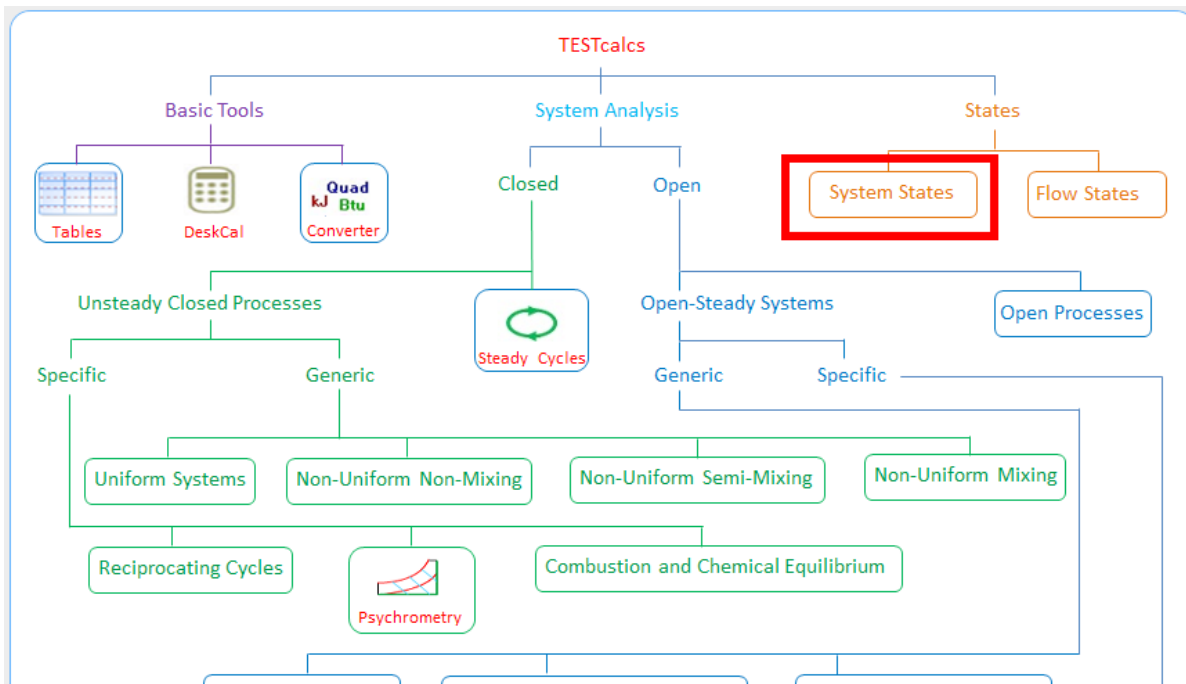 TESTcalcs
Basic Tools
System Analysis
States
Closed
Open
System States
Flow States
Quad
kJ Btu
Tables
DeskCal
Converter
Unsteady Closed Processes
Steady Cycles
Open-Steady Systems
Open Processes
Specific
Generic
Generic
Specific
Uniform Systems
Non-Uniform Non-Mixing
Non-Uniform Semi-Mixing
Non-Uniform Mixing
Reciprocating Cycles
Psychrometry
Combustion and Chemical Equilibrium